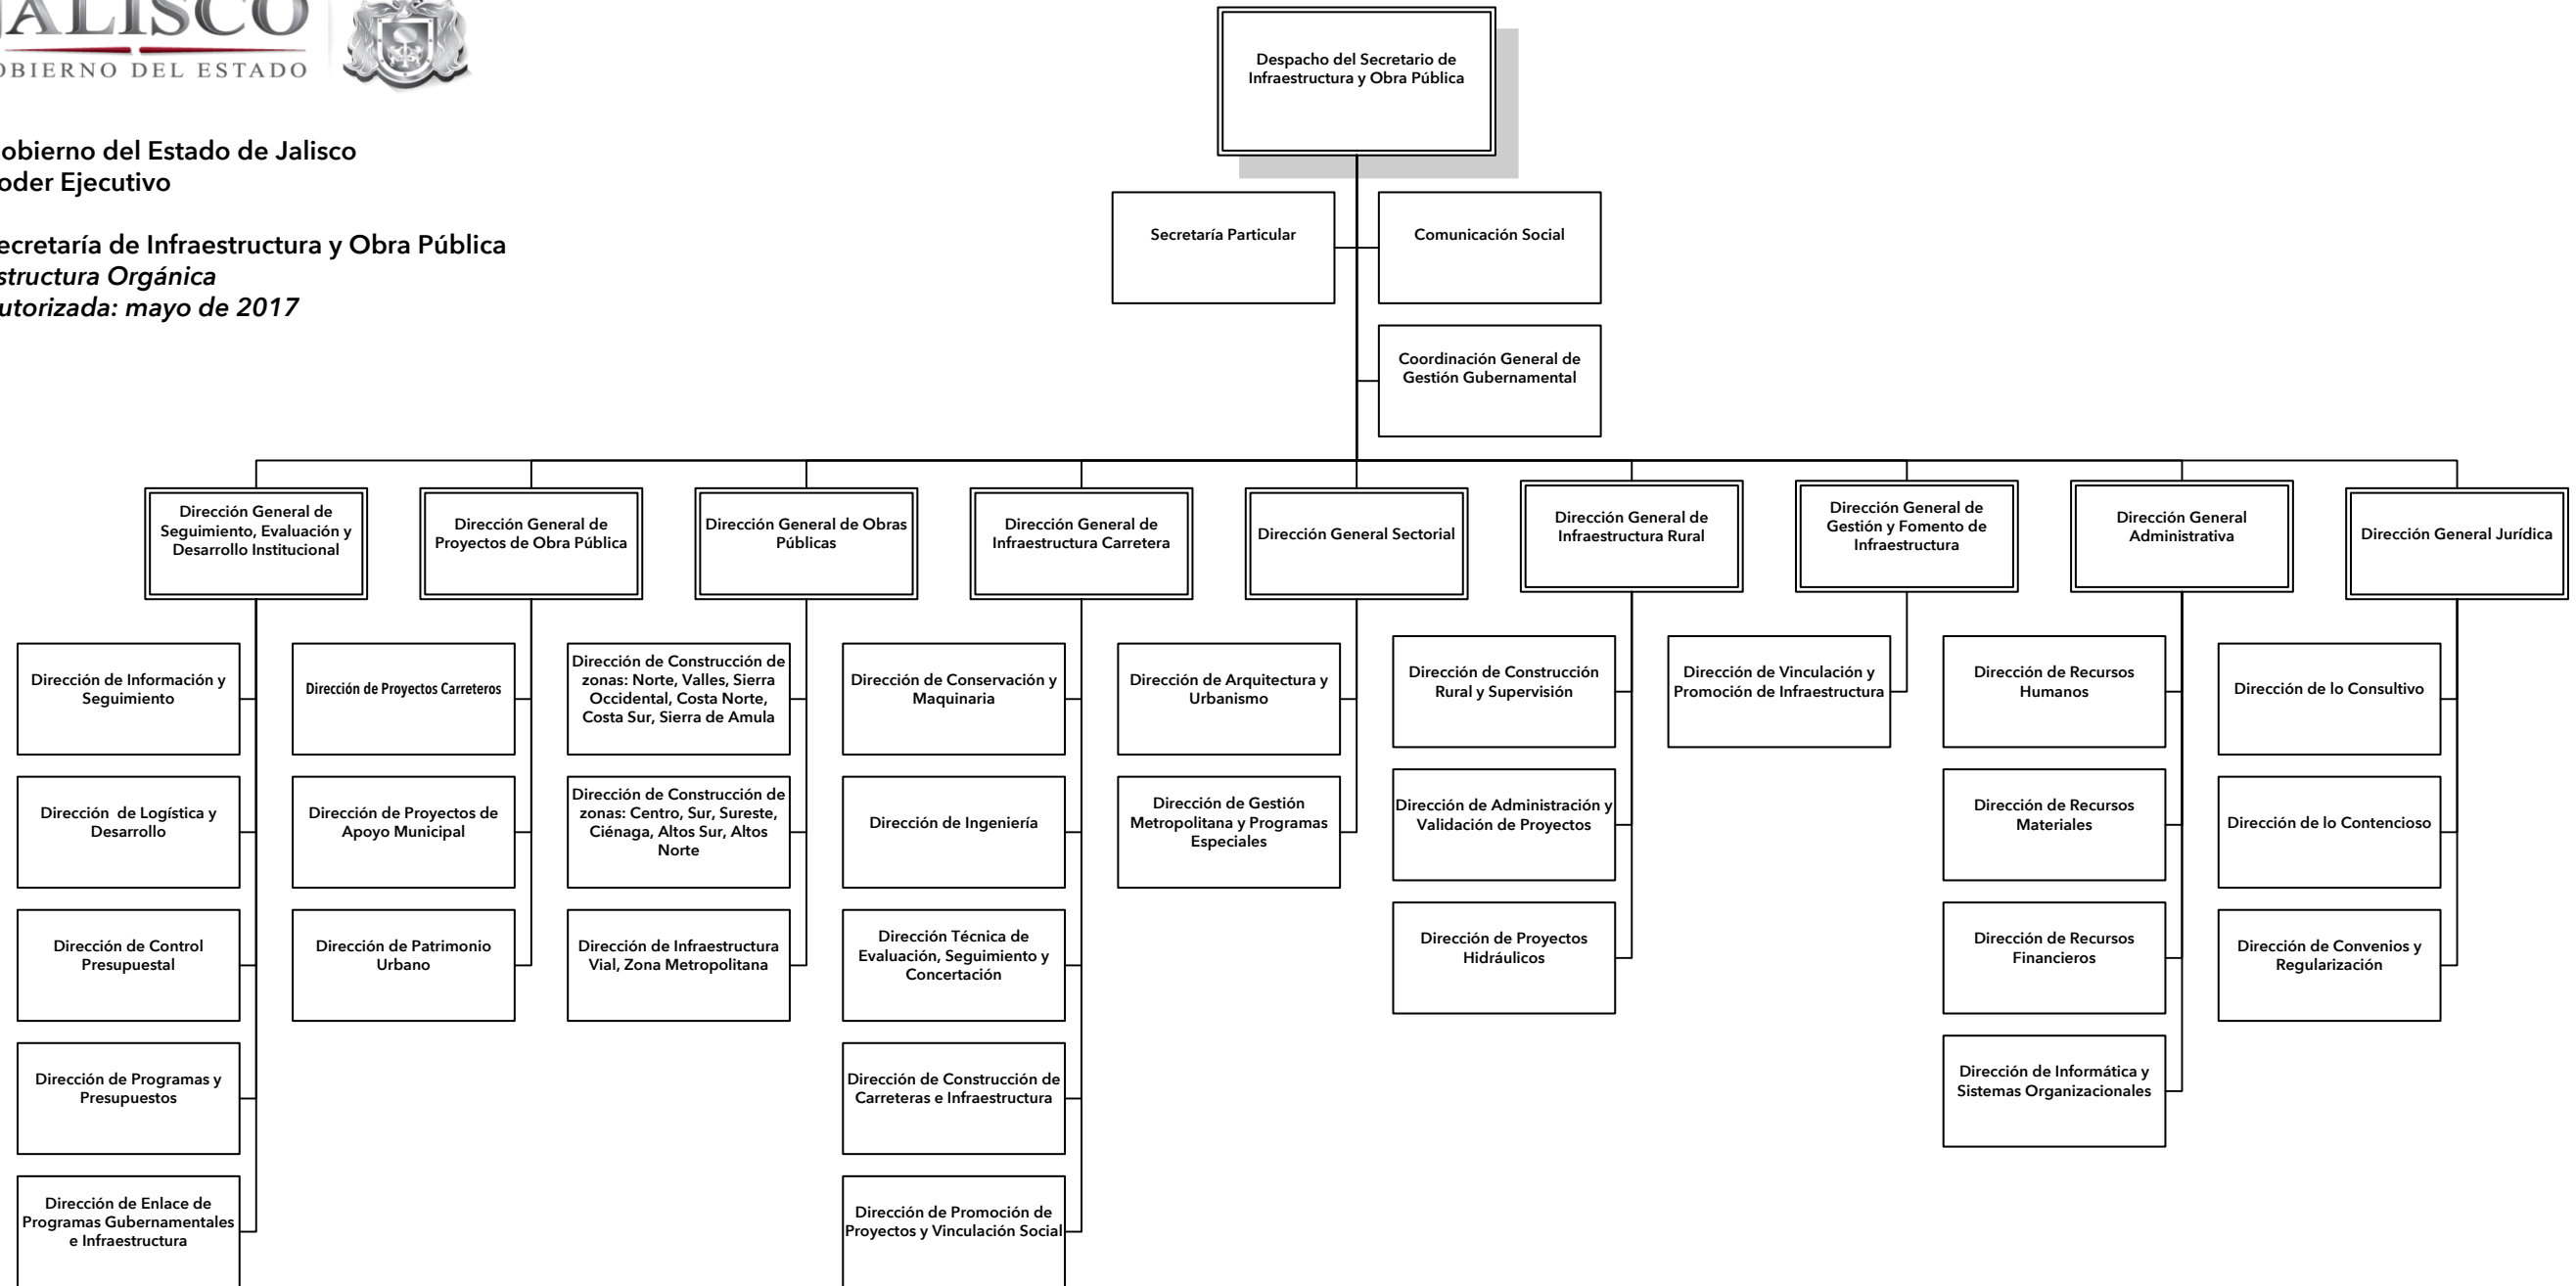 JALISCO
OBIERNO DEL ESTADO
obierno del Estado de Jalisco
oder Ejecutivo
ecretaría de Infraestructura y Obra Pública
structura Orgánica
utorizada: mayo de 2017
Despacho del Secretario de
Infraestructura y Obra Pública
Secretaría Particular
Comunicación Social
Coordinación General de
Gestión Gubernamental
Dirección General de
Seguimiento, Evaluación y
Desarrollo Institucional
Dirección General de
Proyectos de Obra Pública
Dirección General de Obras
Públicas
Dirección General de
Infraestructura Carretera
Dirección General Sectorial
Dirección General de
Infraestructura Rural
Dirección General de
Gestión y Fomento de
Infraestructura
Dirección General
Administrativa
Dirección General Jurídica
Dirección de Información y
Seguimiento
Dirección de Logística y
Desarrollo
Dirección de Control
Presupuestal
Dirección de Programas y
Presupuestos
Dirección de Enlace de
Programas Gubernamentales
e Infraestructura
Dirección de Proyectos Carreteros
Dirección de Proyectos de
Apoyo Municipal
Dirección de Patrimonio
Urbano
Dirección de Construcción de
zonas: Norte, Valles, Sierra
Occidental, Costa Norte,
Costa Sur, Sierra de Amula
Dirección de Construcción de
zonas: Centro, Sur, Sureste,
Ciénaga, Altos Sur, Altos
Norte
Dirección de Infraestructura
Vial, Zona Metropolitana
Dirección de Conservación y
Maquinaria
Dirección de Ingeniería
Dirección Técnica de
Evaluación, Seguimiento y
Concertación
Dirección de Construcción de
Carreteras e Infraestructura
Dirección de Promoción de
Proyectos y Vinculación Social
Dirección de Arquitectura y
Urbanismo
Dirección de Gestión
Metropolitana y Programas
Especiales
Dirección de Construcción
Rural y Supervisión
Dirección de Administración y
Validación de Proyectos
Dirección de Proyectos
Hidráulicos
Dirección de Vinculación y
Promoción de Infraestructura
Dirección de Recursos
Humanos
Dirección de Recursos
Materiales
Dirección de Recursos
Financieros
Dirección de Informática y
Sistemas Organizacionales
Dirección de lo Consultivo
Dirección de lo Contencioso
Dirección de Convenios y
Regularización